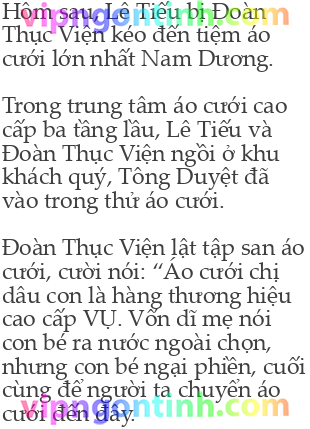 Hôm sau, Lê Tiếu bị Đoàn
Thục Viện kéo đến tiệm áo
cưới lớn nhất Nam Dương.
Trong trung tâm áo cưới cao
cấp ba tầng lầu, Lê Tiếu và
Đoàn Thục Viện ngồi ở khu
khách quý, Tông Duyệt đã
vào trong thử áo cưới.
Đoàn Thục Viện lật tập san áo
cưới, cười nói: “Áo cưới chị
dâu con là hàng thương hiệu
cao cấp VỤ. Vốn dĩ mẹ nói
con bé ra nước ngoài chọn,
nhưng con bé ngại phiền, cuối
cùng để người ta chuyển áo
cưới đến đây.
vipngontinh.com
vipngontinh.com